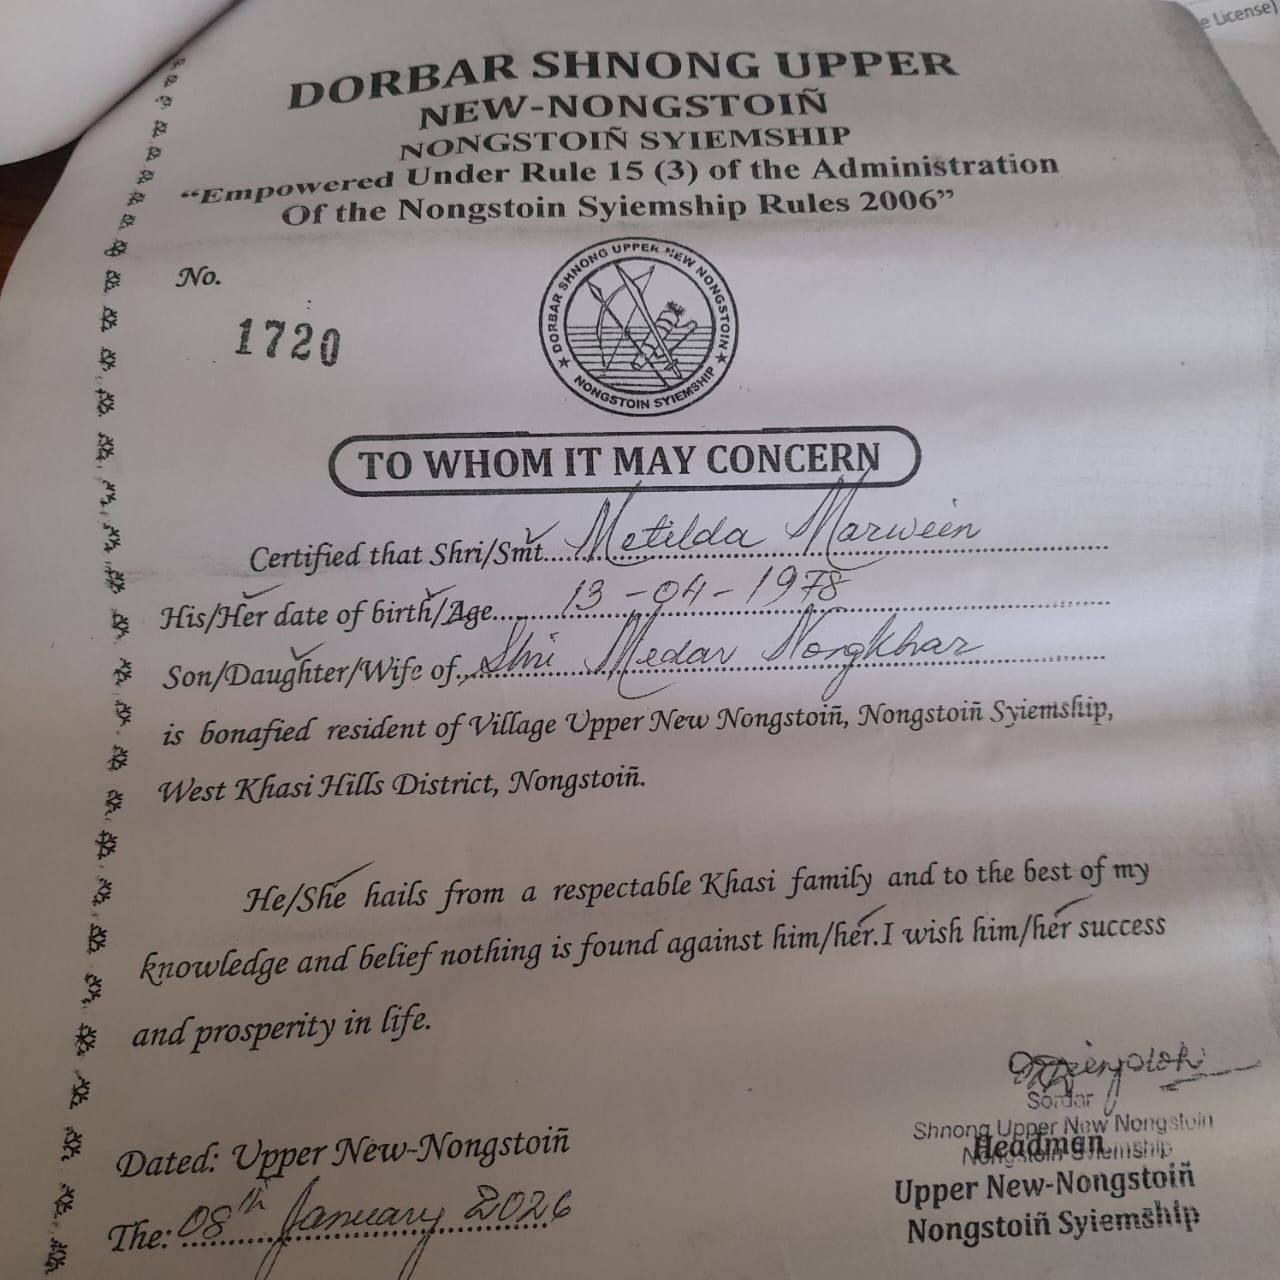 e License)
DORBAR SHNONG UPPER
NEW-NONGSTOIÑ
NONGSTOIÑ SYIEMSHIP
“Empowered Under Rule 15 (3) of the Administration
Of the Nongstoin Syiemship Rules 2006”
No.
1720
DORBAR SHNONG UPPER NEW NONGSTOIN
★ NONGSTOIN SYIEMSHIP ★
TO WHOM IT MAY CONCERN
Certified that Shri/Smt. Metilda Marwein
His/Her date of birth/Age 13-04-1978
Son/Daughter/Wife of Shri Medar Nongkhar
is bonafied resident of Village Upper New Nongstoiñ, Nongstoiñ Syiemship,
West Khasi Hills District, Nongstoiñ.
He/She hails from a respectable Khasi family and to the best of my
knowledge and belief nothing is found against him/her.I wish him/her success
and prosperity in life.
Sordar
Shnong Upper New Nongstoin
Nongstoin Syiemship
Headman
Upper New-Nongstoiñ
Nongstoiñ Syiemship
Dated: Upper New-Nongstoiñ
The: 08th January 2026